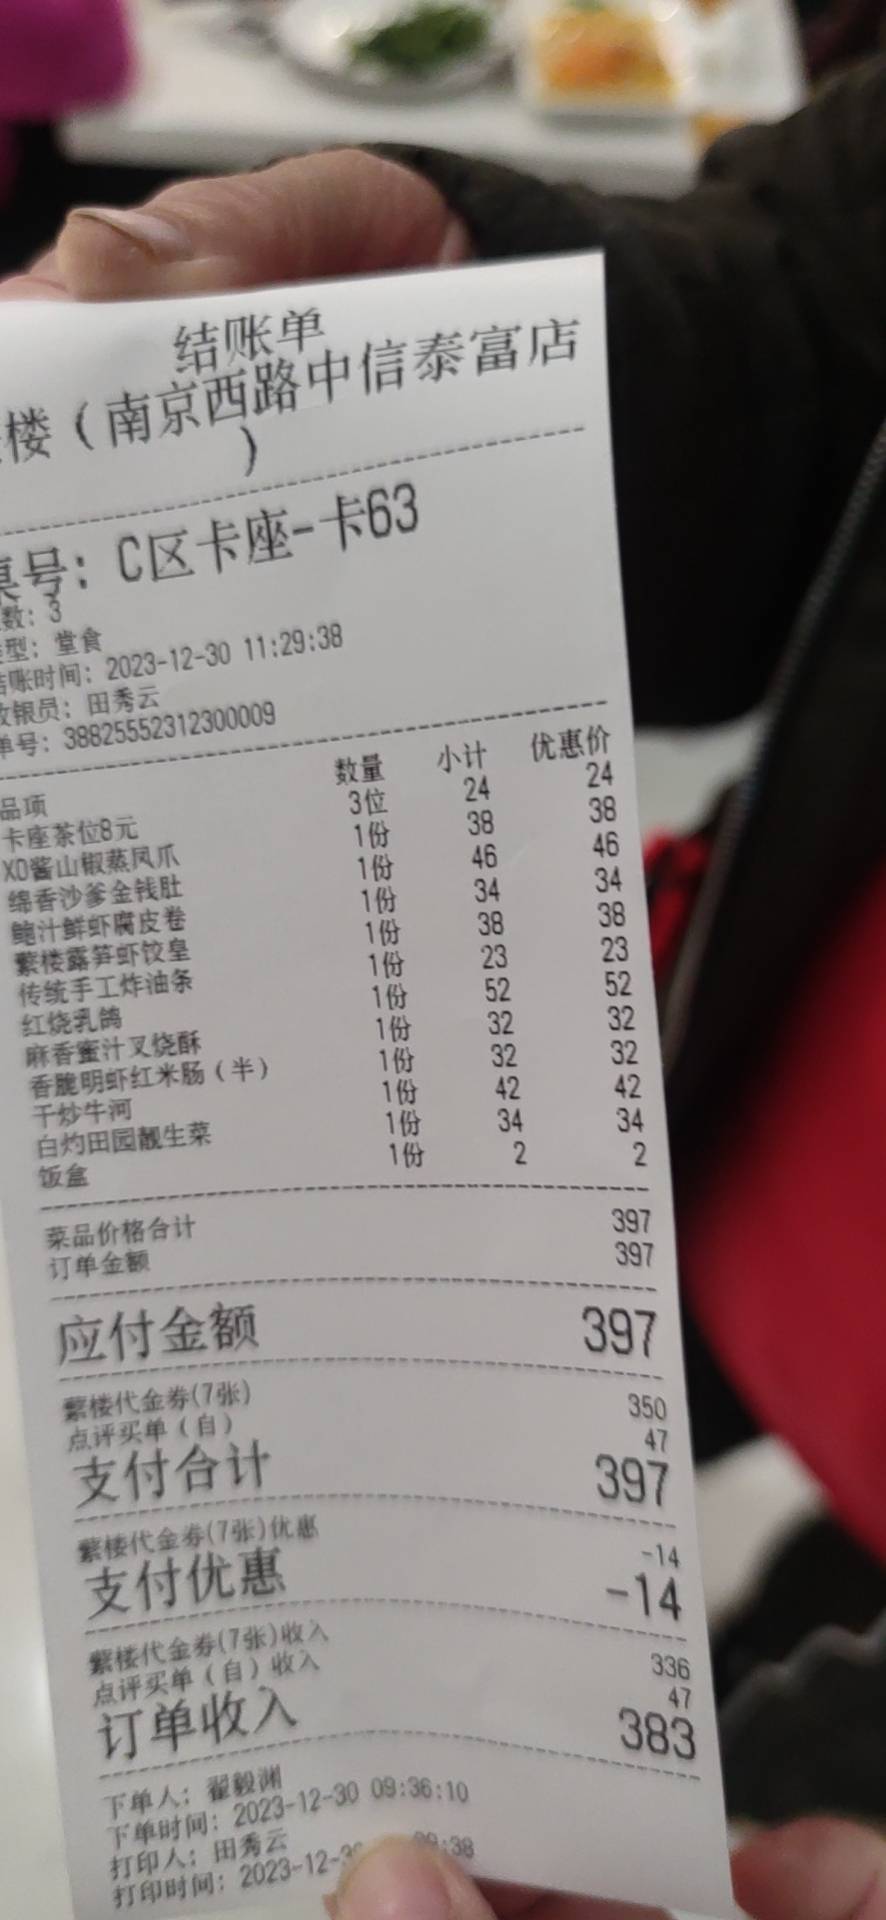 结账单
楼（南京西路中信泰富店
）
桌号：C区卡座-卡63
数：3
型：堂食
结账时间：2023-12-30 11:29:38
收银员：田秀云
单号：38825552312300009
品项 数量 小计 优惠价
卡座茶位8元 3位 24 24
XO酱山椒蒸凤爪 1份 38 38
绵香沙爹金钱肚 1份 46 46
鲍汁鲜虾腐皮卷 1份 34 34
繁楼露笋虾饺皇 1份 38 38
传统手工炸油条 1份 23 23
红烧乳鸽 1份 52 52
麻香蜜汁叉烧酥 1份 32 32
香脆明虾红米肠（半） 1份 32 32
干炒牛河 1份 42 42
白灼田园靓生菜 1份 34 34
饭盒 1份 2 2
菜品价格合计 397
订单金额 397
应付金额 397
繁楼代金券(7张) 350
点评买单（自） 47
支付合计 397
繁楼代金券(7张)优惠 -14
支付优惠 -14
繁楼代金券(7张)收入 336
点评买单（自）收入 47
订单收入 383
下单人：翟毅渊
下单时间：2023-12-30 09:36:10
打印人：田秀云
打印时间：2023-12-3 :38